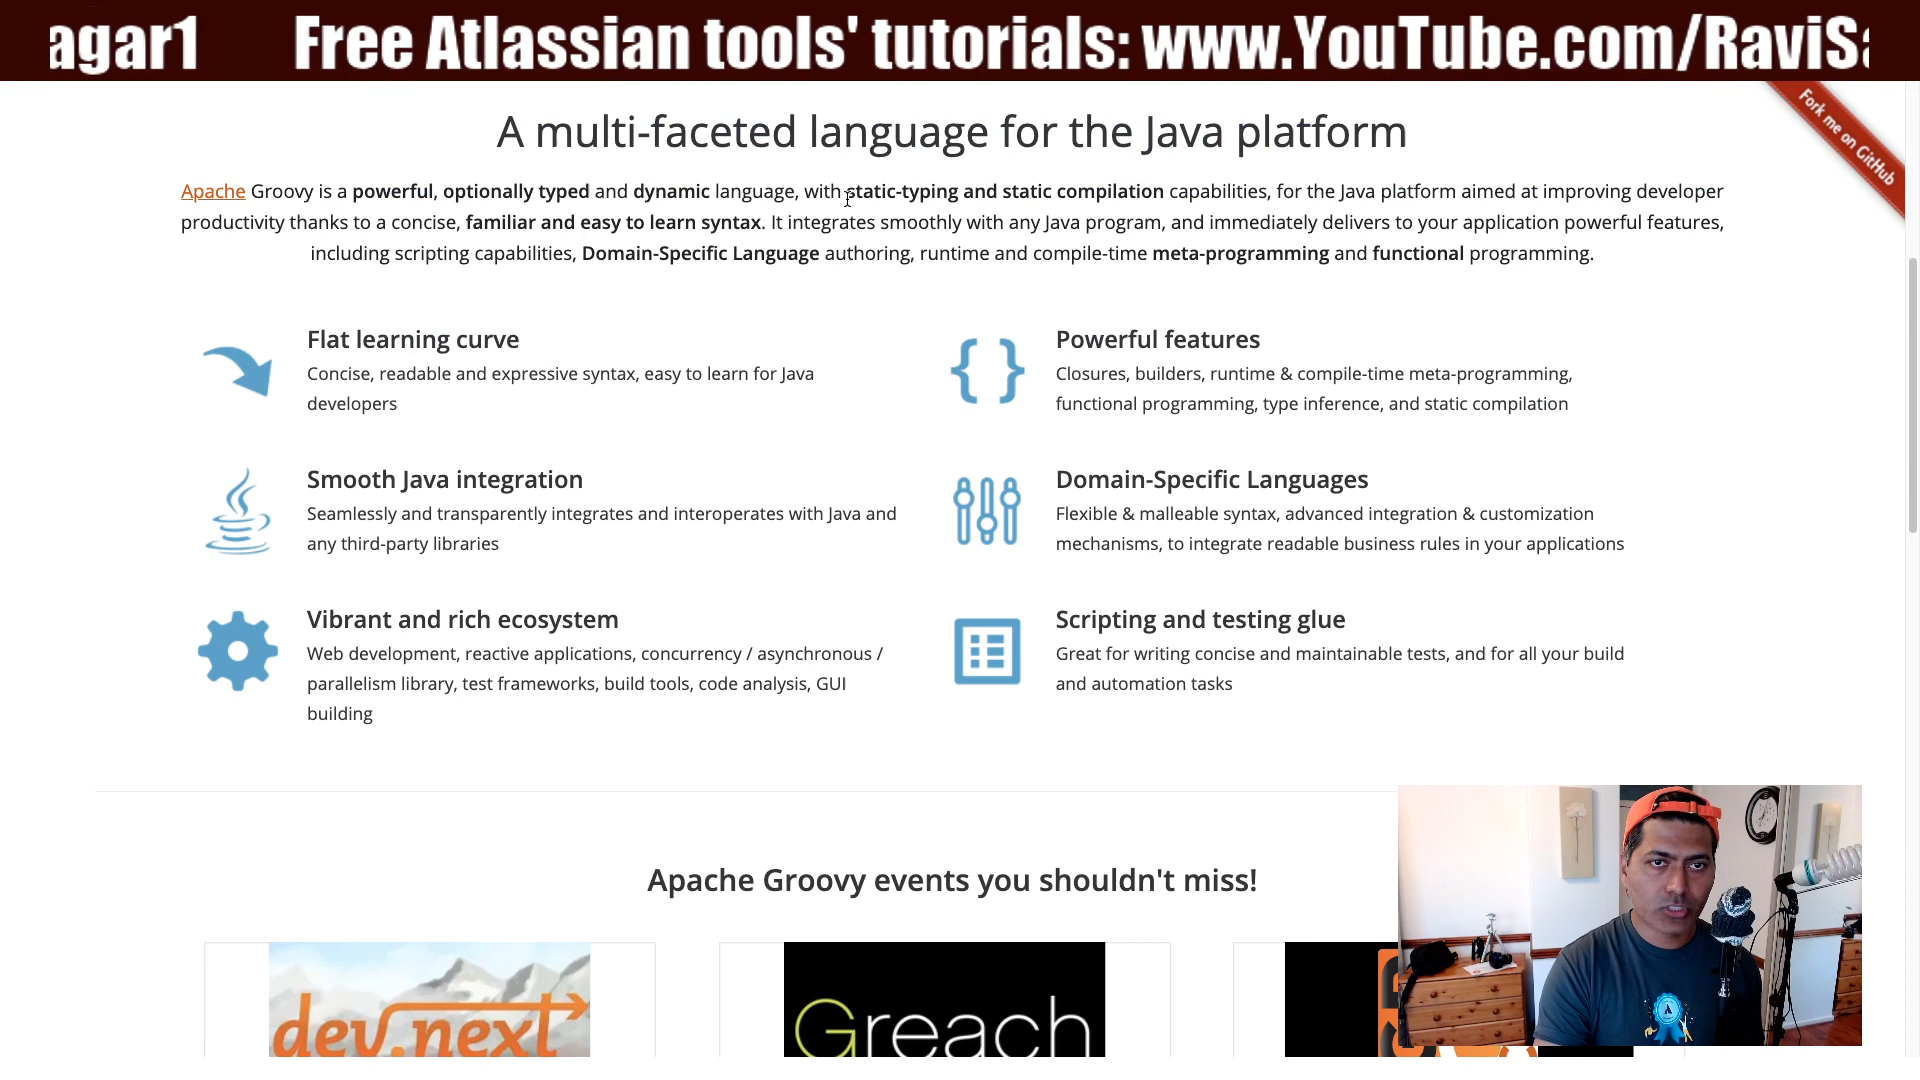 agar1 Free Atlassian tools' tutorials: www.YouTube.com/RaviSa
Fork me on GitHub
A multi-faceted language for the Java platform
Apache Groovy is a powerful, optionally typed and dynamic language, with static-typing and static compilation capabilities, for the Java platform aimed at improving developer
productivity thanks to a concise, familiar and easy to learn syntax. It integrates smoothly with any Java program, and immediately delivers to your application powerful features,
including scripting capabilities, Domain-Specific Language authoring, runtime and compile-time meta-programming and functional programming.
Flat learning curve
Concise, readable and expressive syntax, easy to learn for Java
developers
Powerful features
Closures, builders, runtime & compile-time meta-programming,
functional programming, type inference, and static compilation
Smooth Java integration
Seamlessly and transparently integrates and interoperates with Java and
any third-party libraries
Domain-Specific Languages
Flexible & malleable syntax, advanced integration & customization
mechanisms, to integrate readable business rules in your applications
Vibrant and rich ecosystem
Web development, reactive applications, concurrency / asynchronous /
parallelism library, test frameworks, build tools, code analysis, GUI
building
Scripting and testing glue
Great for writing concise and maintainable tests, and for all your build
and automation tasks
Apache Groovy events you shouldn't miss!
dev.next
Greach